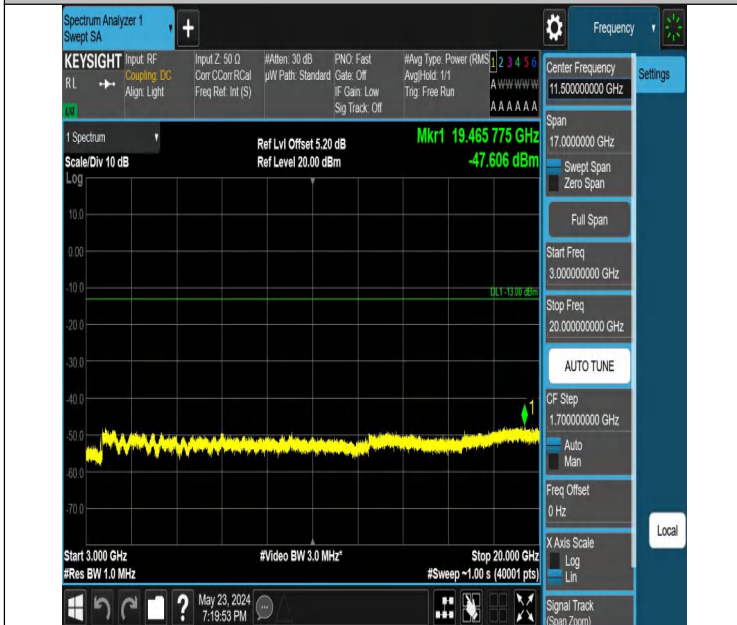 Spectrum Analyzer 1
Swept SA
+
Frequency
KEYSIGHT
Input: RF
Coupling: DC
Align: Light
Input Z: 50 Ω
Corr CCorr RCal
Freq Ref: Int (S)
#Atten: 30 dB
µW Path: Standard
PNO: Fast
Gate: Off
IF Gain: Low
Sig Track: Off
#Avg Type: Power (RMS
Avg|Hold: 1/1
Trig: Free Run
1 2 3 4 5 6
A W W W W W
A A A A A A
RL
LXI
1 Spectrum
Scale/Div 10 dB
Log
Ref Lvl Offset 5.20 dB
Ref Level 20.00 dBm
Mkr1 19.465 775 GHz
-47.606 dBm
10.0
0.00
-10.0
DL1 -13.00 dBm
-20.0
-30.0
-40.0
1
-50.0
-60.0
-70.0
Start 3.000 GHz
#Res BW 1.0 MHz
#Video BW 3.0 MHz*
Stop 20.000 GHz
#Sweep ~1.00 s (40001 pts)
?
May 23, 2024
7:19:53 PM
Center Frequency
11.500000000 GHz
Settings
Span
17.0000000 GHz
Swept Span
Zero Span
Full Span
Start Freq
3.000000000 GHz
Stop Freq
20.000000000 GHz
AUTO TUNE
CF Step
1.700000000 GHz
Auto
Man
Freq Offset
0 Hz
X Axis Scale
Log
Lin
Local
Signal Track
(Span Zoom)